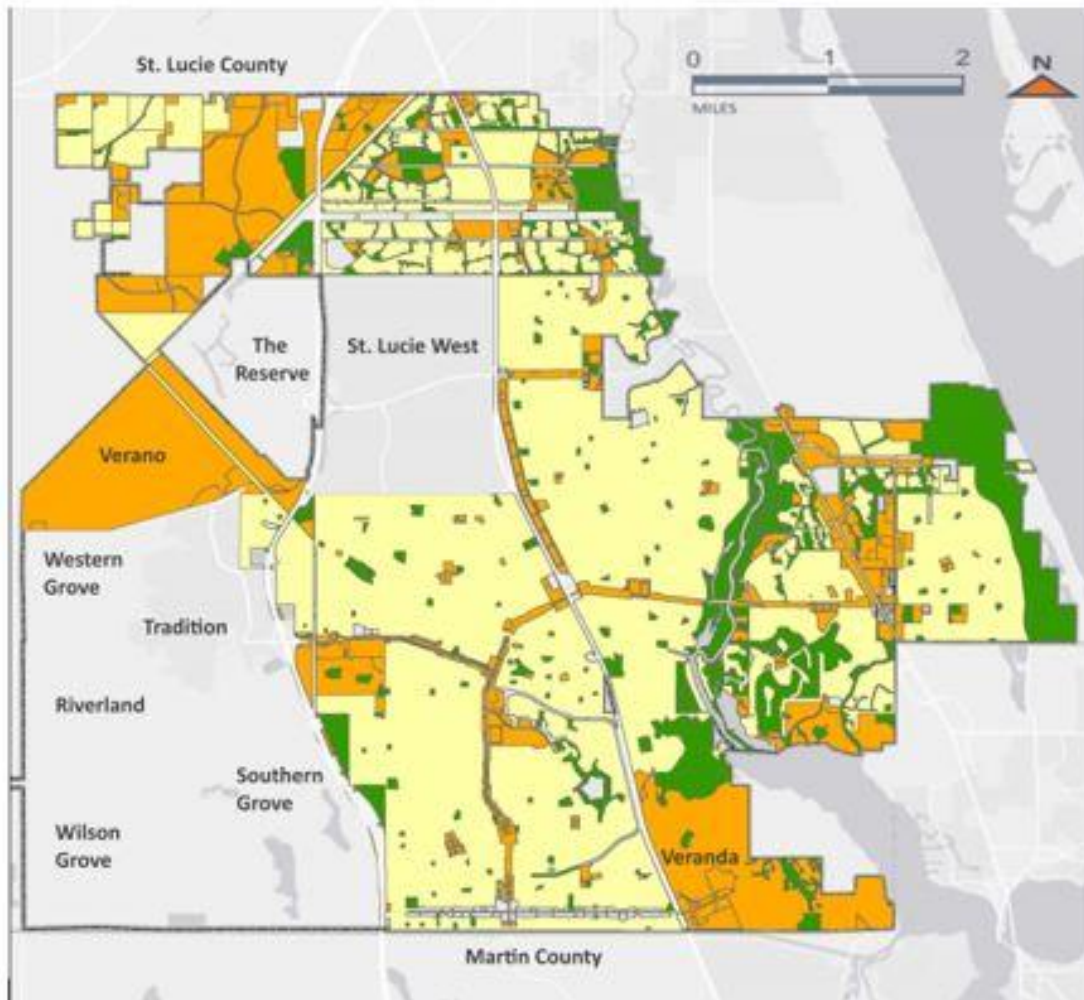 St. Lucie County
0 1 2
MILES
N
The
Reserve
St. Lucie West
Verano
Western
Grove
Tradition
Riverland
Southern
Grove
Wilson
Grove
Veranda
Martin County